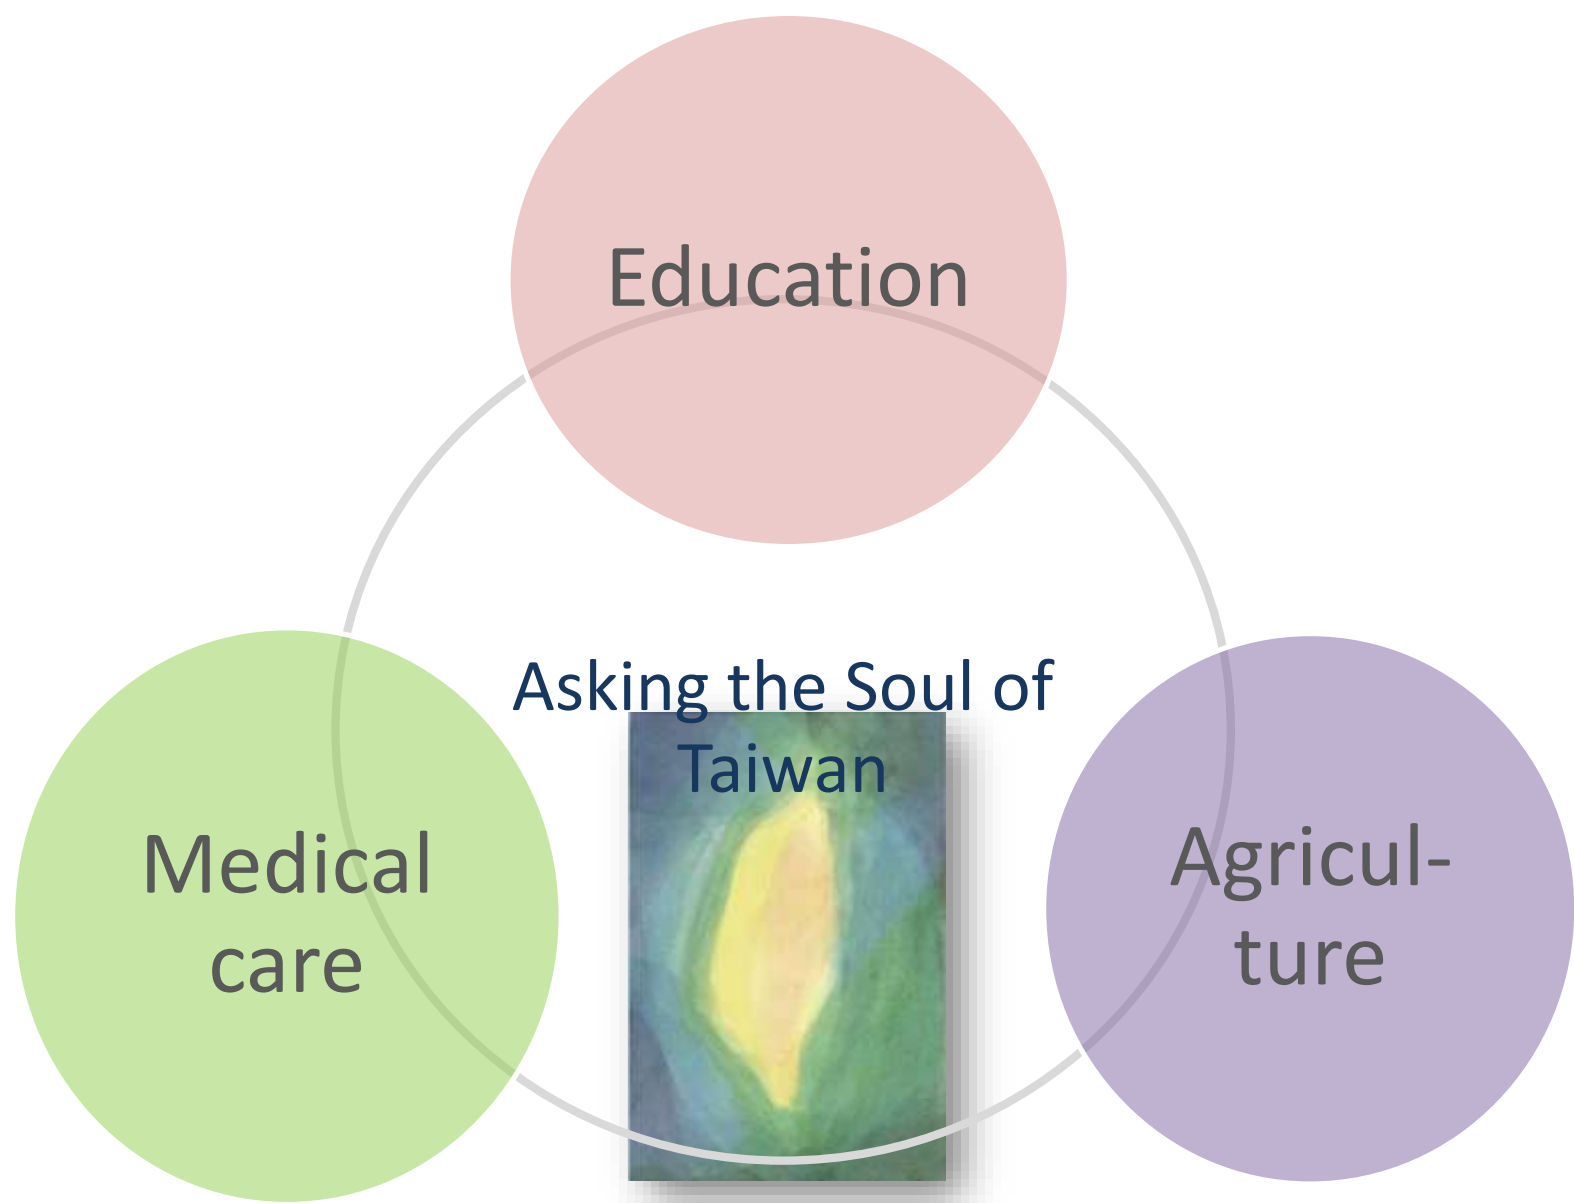 Education
Asking the Soul of
Taiwan
Medical
care
Agricul-
ture